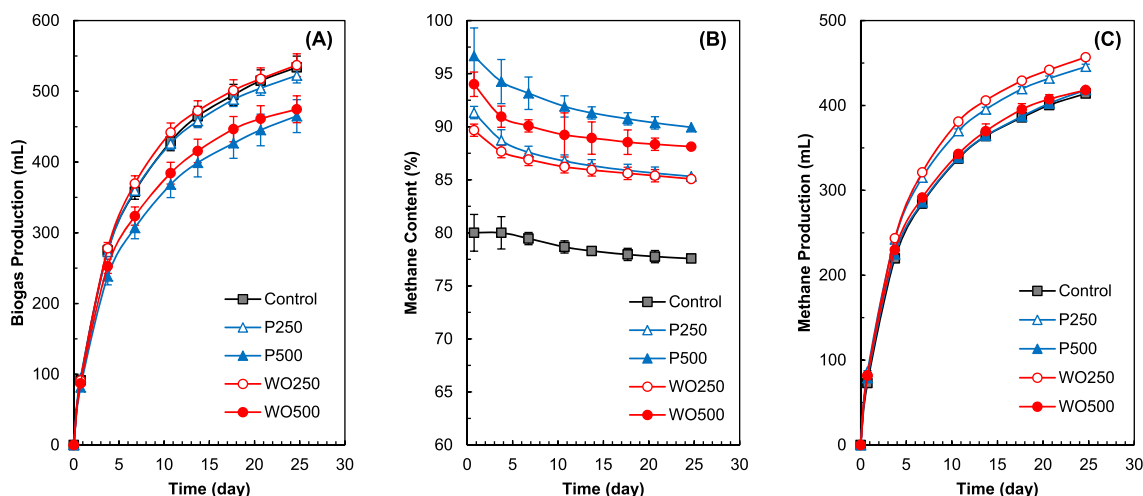 (A)
Biogas Production (mL)
600
500
400
300
200
100
0
0 5 10 15 20 25 30
Time (day)
Control
P250
P500
WO250
WO500
(B)
Methane Content (%)
100
95
90
85
80
75
70
65
60
0 5 10 15 20 25 30
Time (day)
Control
P250
P500
WO250
WO500
(C)
Methane Production (mL)
500
400
300
200
100
0
0 5 10 15 20 25 30
Time (day)
Control
P250
P500
WO250
WO500